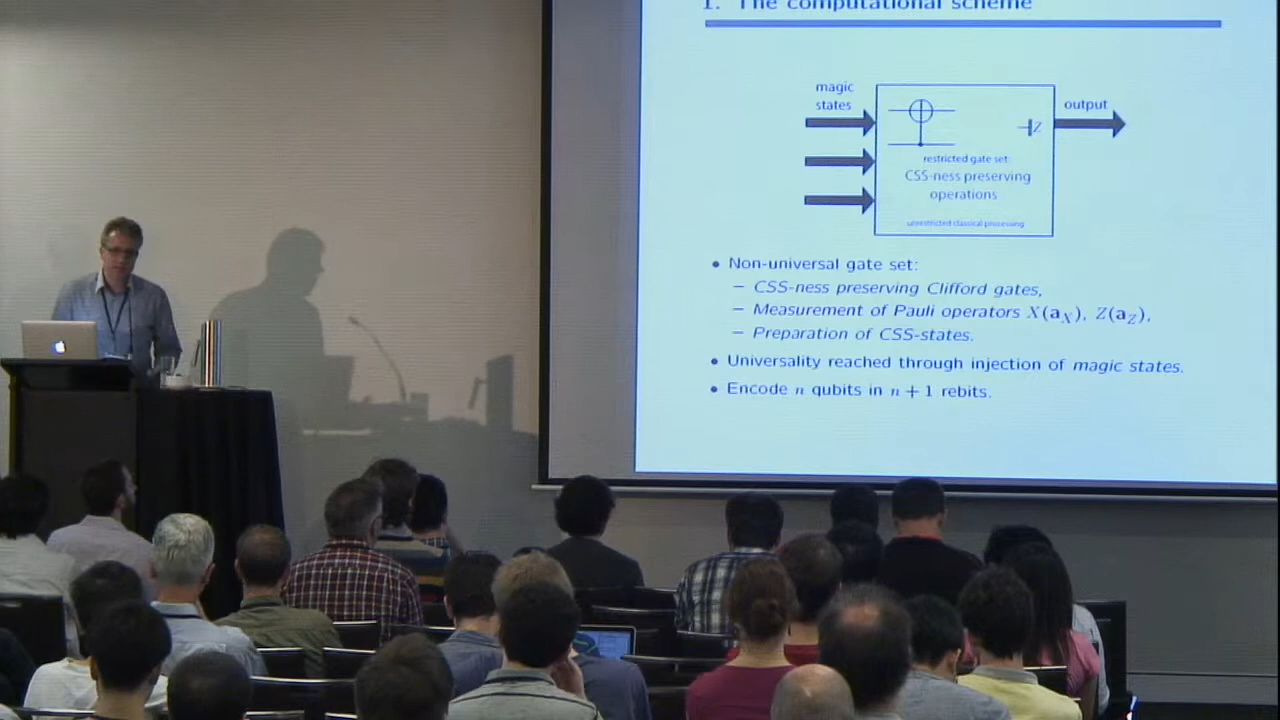 1. The computational scheme
magic
states
output
Z
restricted gate set:
CSS-ness preserving
operations
unrestricted classical processing
• Non-universal gate set:
– CSS-ness preserving Clifford gates,
– Measurement of Pauli operators X(a_X), Z(a_Z),
– Preparation of CSS-states.
• Universality reached through injection of magic states.
• Encode n qubits in n + 1 rebits.